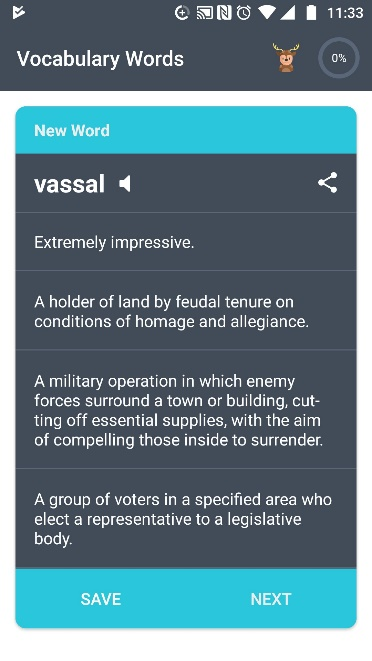 11:33
Vocabulary Words
0%
New Word
vassal
Extremely impressive.
A holder of land by feudal tenure on
conditions of homage and allegiance.
A military operation in which enemy
forces surround a town or building, cut-
ting off essential supplies, with the aim
of compelling those inside to surrender.
A group of voters in a specified area who
elect a representative to a legislative
body.
SAVE NEXT